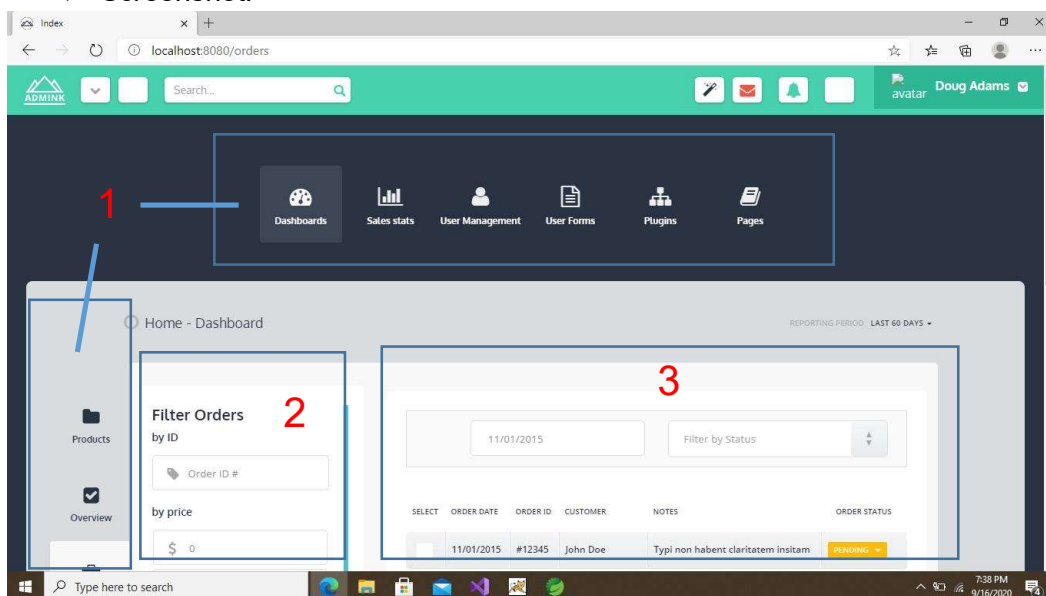 Screenshot:
Index
localhost:8080/orders
ADMINK
Search...
avatar
Doug Adams
1
Dashboards
Sales stats
User Management
User Forms
Plugins
Pages
Home - Dashboard
REPORTING PERIOD LAST 60 DAYS
2
3
Products
Overview
Filter Orders
by ID
Order ID #
by price
$ 0
11/01/2015
Filter by Status
SELECT ORDER DATE ORDER ID CUSTOMER NOTES ORDER STATUS
11/01/2015 #12345 John Doe Typi non habent claritatem insitam PENDING
Type here to search
7:38 PM
9/16/2020
4